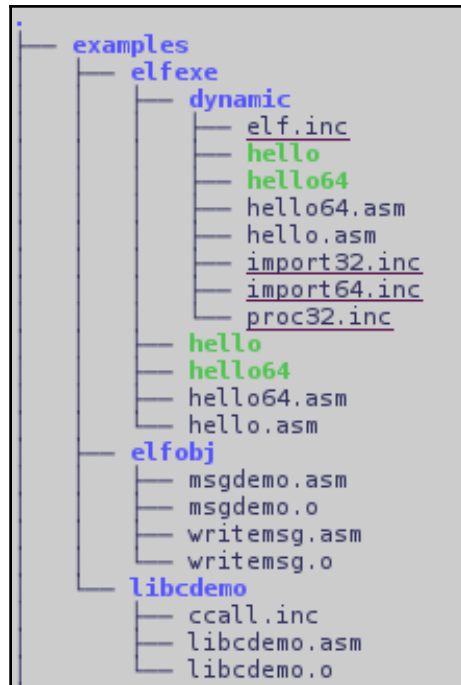 .
├── examples
│   ├── elfexe
│   │   ├── dynamic
│   │   │   ├── elf.inc
│   │   │   ├── hello
│   │   │   ├── hello64
│   │   │   ├── hello64.asm
│   │   │   ├── hello.asm
│   │   │   ├── import32.inc
│   │   │   ├── import64.inc
│   │   │   └── proc32.inc
│   │   ├── hello
│   │   ├── hello64
│   │   ├── hello64.asm
│   │   └── hello.asm
│   ├── elfobj
│   │   ├── msgdemo.asm
│   │   ├── msgdemo.o
│   │   ├── writemsg.asm
│   │   └── writemsg.o
│   └── libcdemo
│       ├── ccall.inc
│       ├── libcdemo.asm
│       └── libcdemo.o